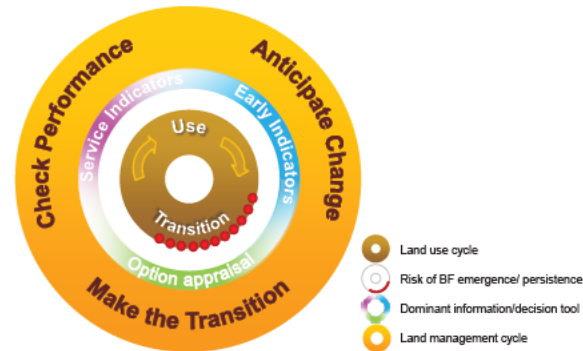 Check Performance
Anticipate Change
Service Indicators
Early Indicators
Use
Transition
Option appraisal
Make the Transition
Land use cycle
Risk of BF emergence/ persistence
Dominant information/decision tool
Land management cycle